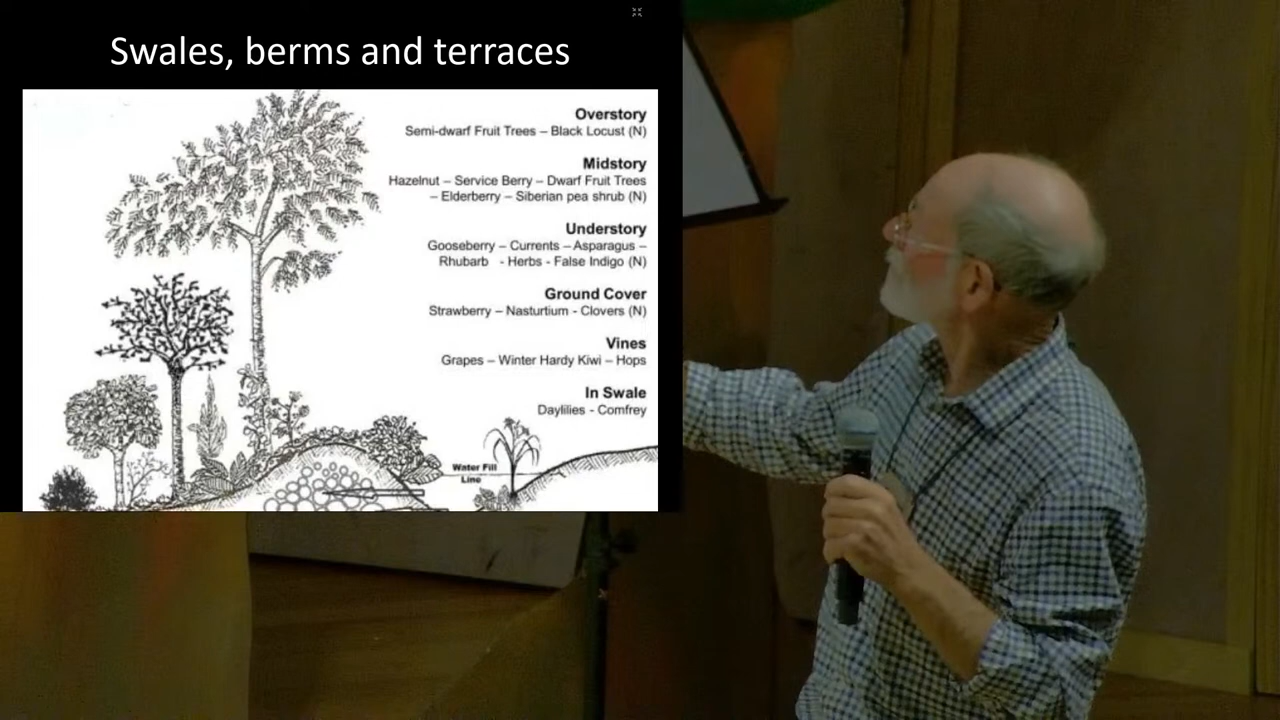 Swales, berms and terraces
Overstory
Semi-dwarf Fruit Trees – Black Locust (N)
Midstory
Hazelnut – Service Berry – Dwarf Fruit Trees
– Elderberry – Siberian pea shrub (N)
Understory
Gooseberry – Currents – Asparagus –
Rhubarb - Herbs - False Indigo (N)
Ground Cover
Strawberry – Nasturtium - Clovers (N)
Vines
Grapes – Winter Hardy Kiwi – Hops
In Swale
Daylilies - Comfrey
Water Fill
Line